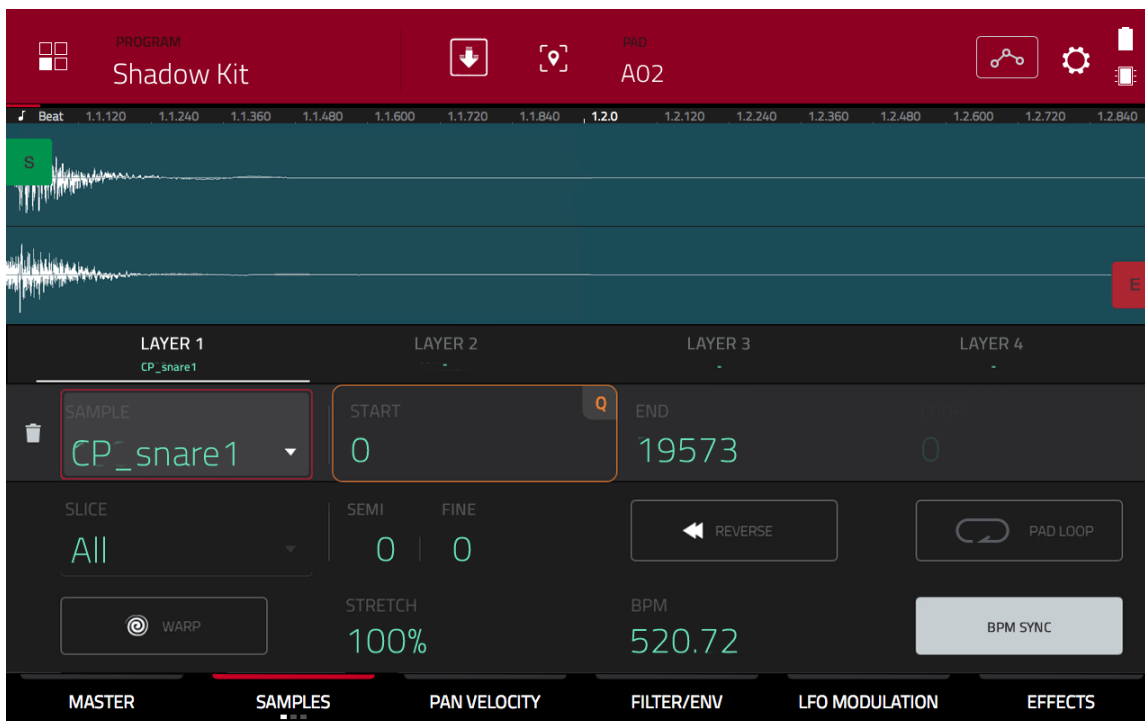 PROGRAM
Shadow Kit
PAD
A02
Beat 1.1.120 1.1.240 1.1.360 1.1.480 1.1.600 1.1.720 1.1.840 1.2.0 1.2.120 1.2.240 1.2.360 1.2.480 1.2.600 1.2.720 1.2.840
S
E
LAYER 1 LAYER 2 LAYER 3 LAYER 4
CP_snare1 - - -
SAMPLE START Q END LOOP
CP_snare1 0 19573 0
SLICE SEMI FINE
All 0 0 REVERSE PAD LOOP
WARP STRETCH BPM BPM SYNC
100% 520.72
MASTER SAMPLES PAN VELOCITY FILTER/ENV LFO MODULATION EFFECTS